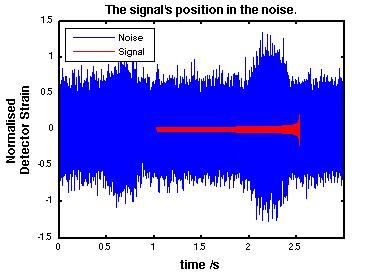 The signal's position in the noise.
1.5
1
0.5
0
-0.5
-1
-1.5
Normalised
Detector Strain
Noise
Signal
0 0.5 1 1.5 2 2.5
time /s